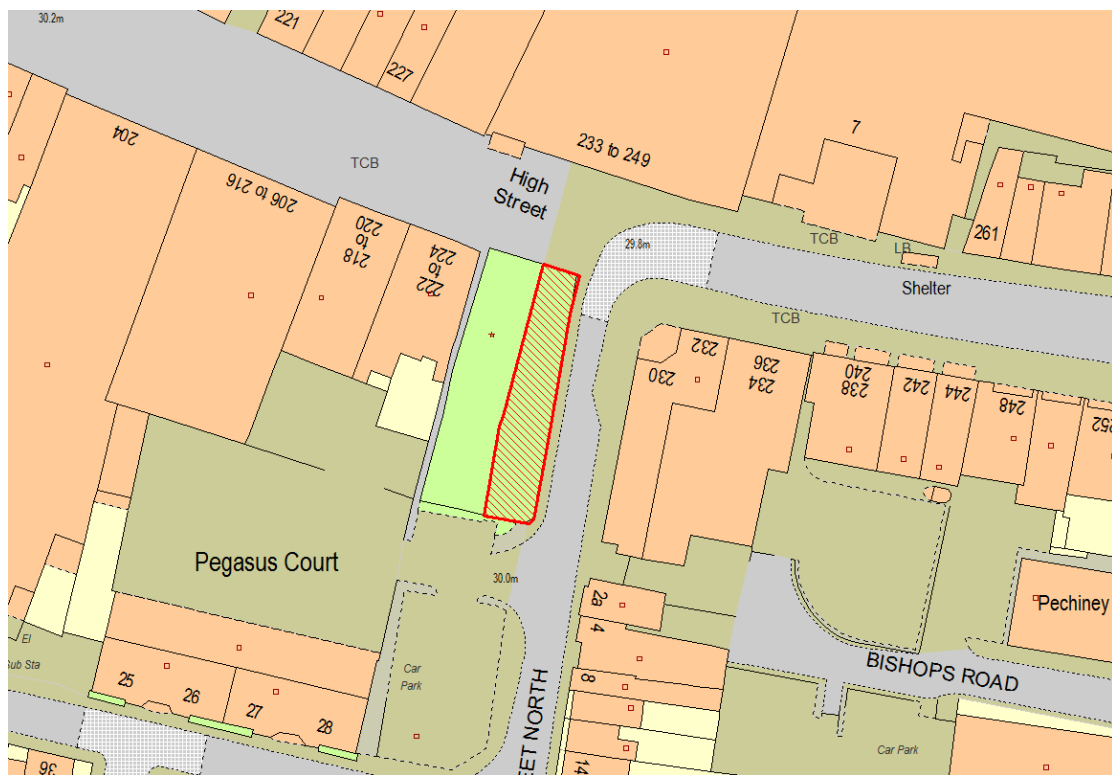 30.2m
221
227
204
TCB
233 to 249
7
High
Street
206 to 216
218
to
220
222
to
224
29.8m
TCB
LB
261
Shelter
TCB
230
232
234
236
238
240
242
244
248
252
Pegasus Court
30.0m
2a
4
8
14
Pechiney
BISHOPS ROAD
El
Sub Sta
Car
Park
25
26
27
28
36
EET NORTH
Car Park